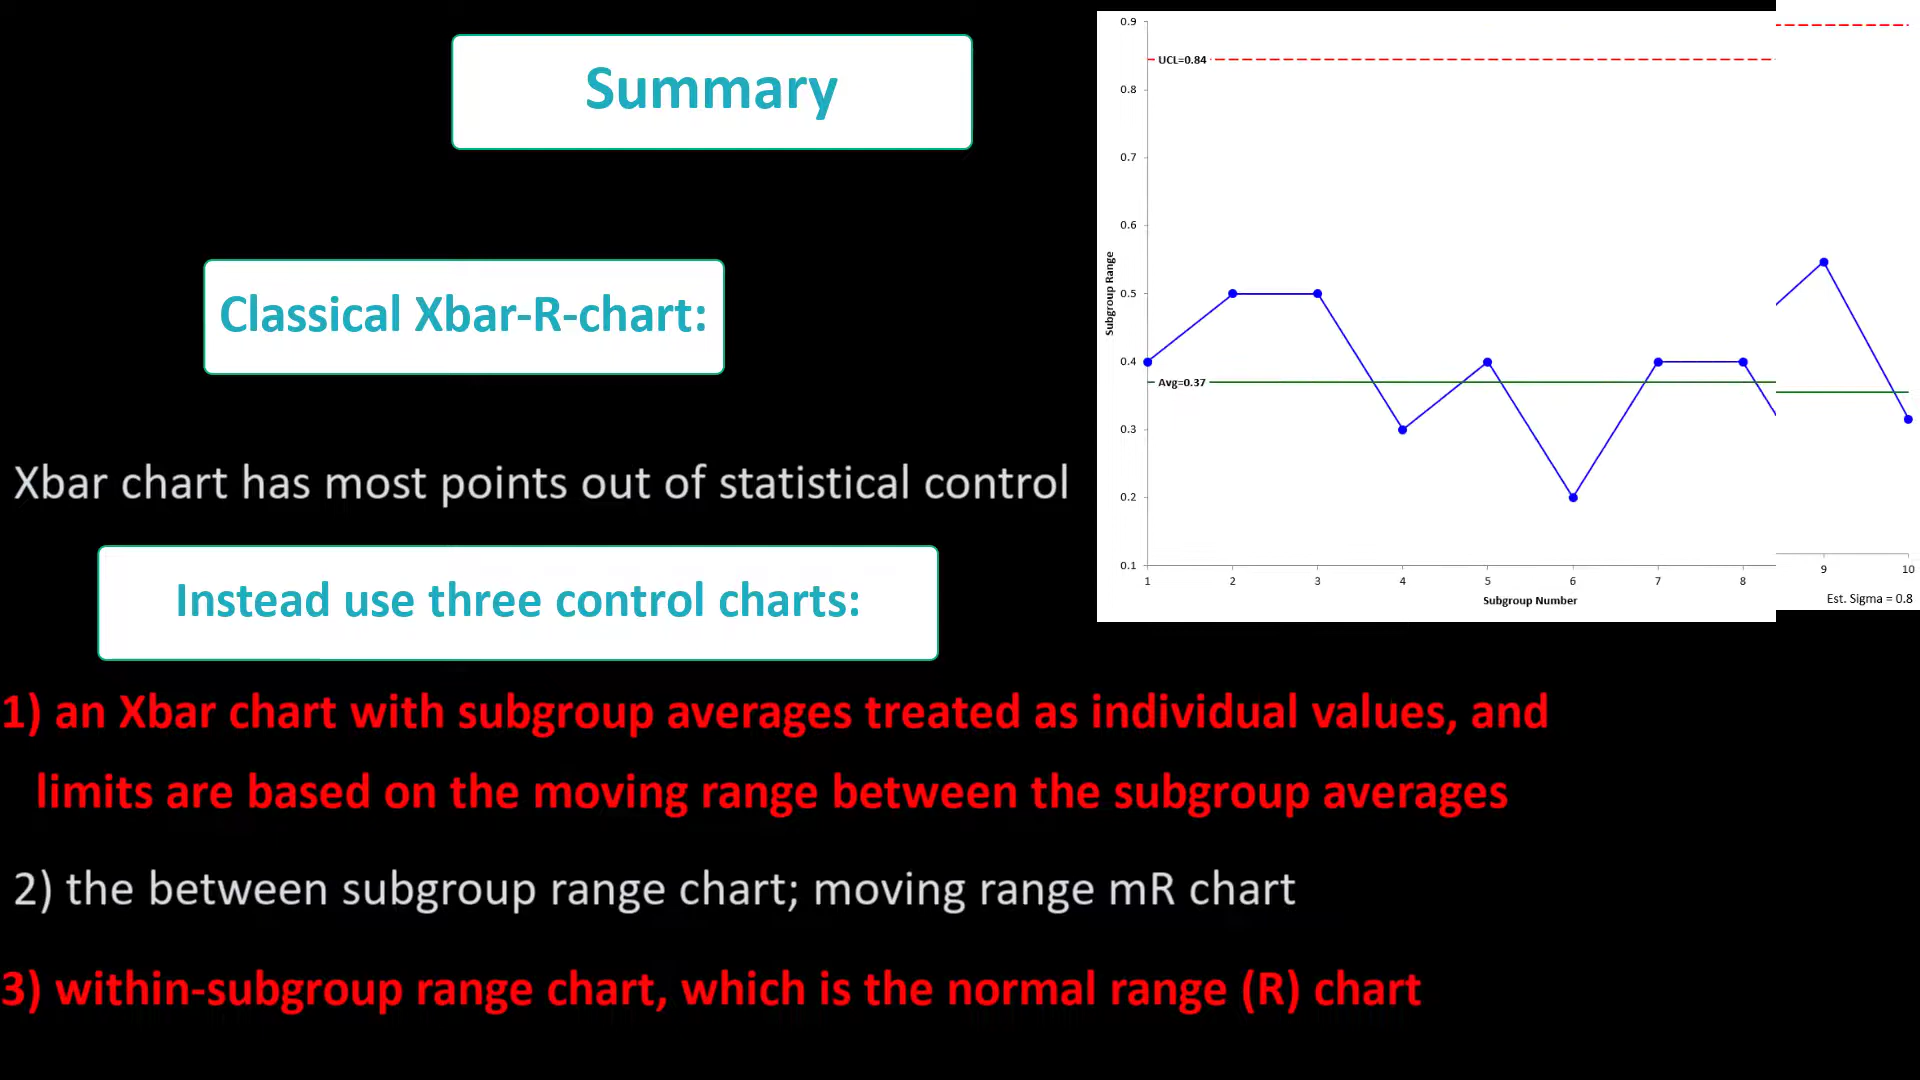 Summary
Classical Xbar-R-chart:
Xbar chart has most points out of statistical control
Instead use three control charts:
1) an Xbar chart with subgroup averages treated as individual values, and
limits are based on the moving range between the subgroup averages
2) the between subgroup range chart; moving range mR chart
3) within-subgroup range chart, which is the normal range (R) chart
0.9
UCL=0.84
0.8
0.7
0.6
Subgroup Range
0.5
0.4
Avg=0.37
0.3
0.2
0.1
1 2 3 4 5 6 7 8 9 10
Subgroup Number
Est. Sigma = 0.8